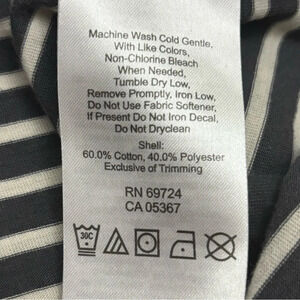 Machine Wash Cold Gentle,
With Like Colors,
Non-Chlorine Bleach
When Needed,
Tumble Dry Low,
Remove Promptly, Iron Low,
Do Not Use Fabric Softener,
If Present Do Not Iron Decal,
Do Not Dryclean
Shell:
60.0% Cotton, 40.0% Polyester
Exclusive of Trimming
RN 69724
CA 05367
30C